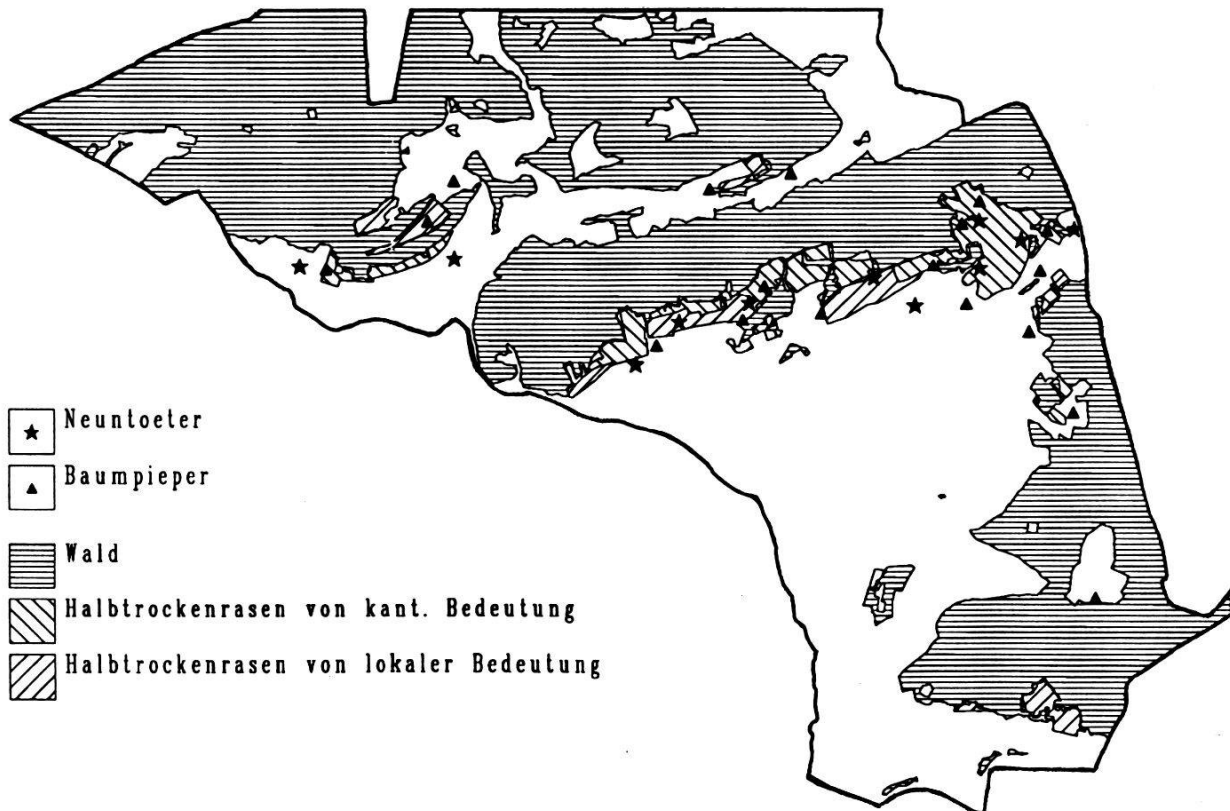 Neuntoeter
Baumpieper
Wald
Halbtrockenrasen von kant. Bedeutung
Halbtrockenrasen von lokaler Bedeutung